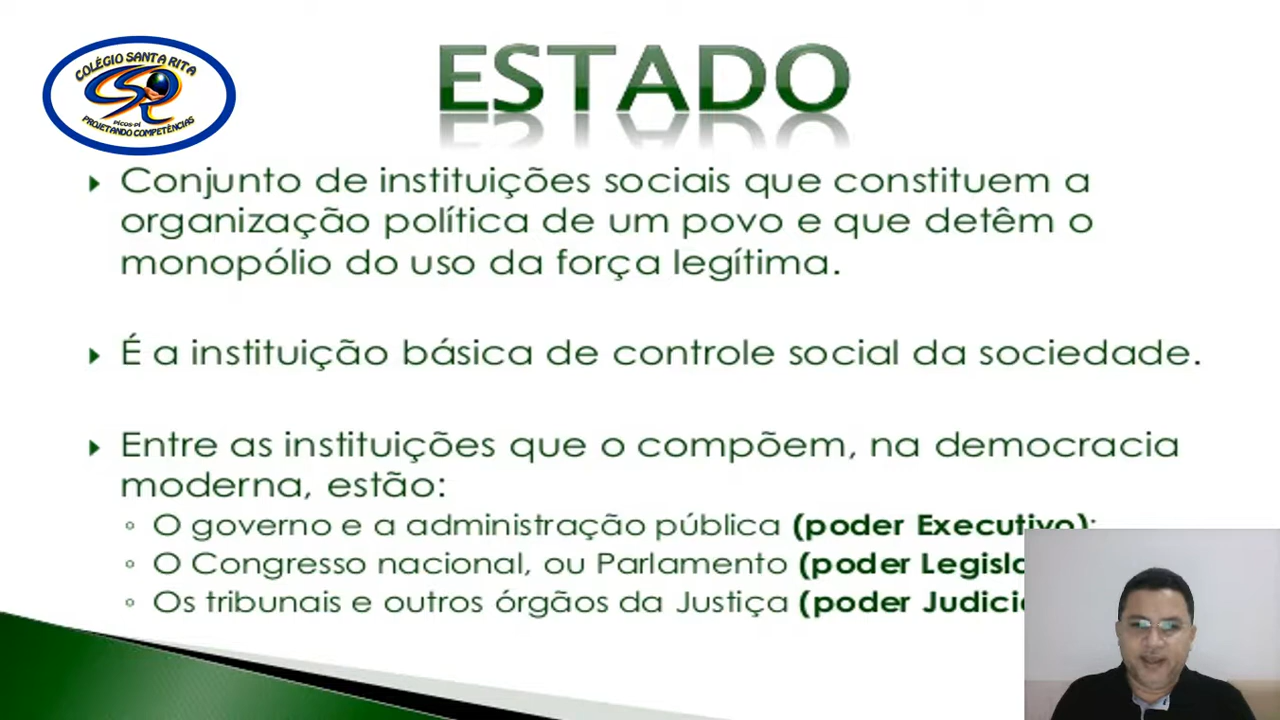 COLÉGIO SANTA RITA
PICOS-PI
PROJETANDO COMPETÊNCIAS
ESTADO
Conjunto de instituições sociais que constituem a
organização política de um povo e que detêm o
monopólio do uso da força legítima.
É a instituição básica de controle social da sociedade.
Entre as instituições que o compõem, na democracia
moderna, estão:
O governo e a administração pública (poder Executivo);
O Congresso nacional, ou Parlamento (poder
Os tribunais e outros órgãos da Justiça (poder